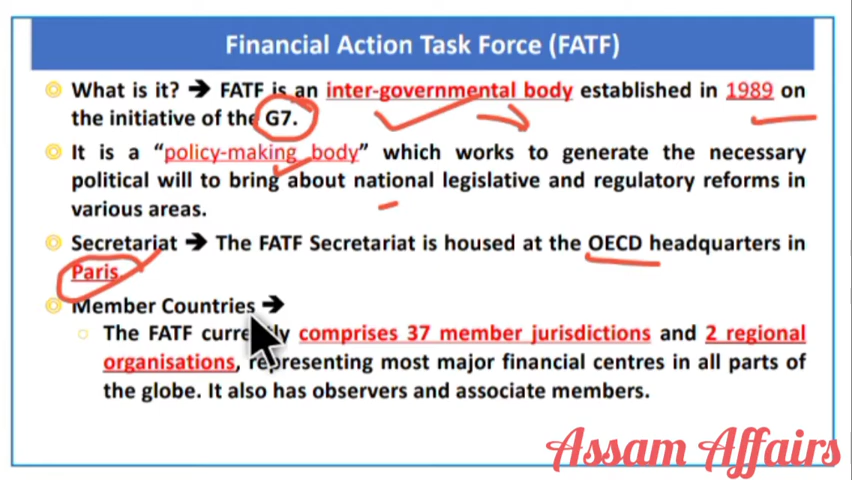 Financial Action Task Force (FATF)
What is it? ➔ FATF is an inter-governmental body established in 1989 on
the initiative of the G7.
It is a “policy-making body” which works to generate the necessary
political will to bring about national legislative and regulatory reforms in
various areas.
Secretariat ➔ The FATF Secretariat is housed at the OECD headquarters in
Paris.
Member Countries ➔
The FATF currently comprises 37 member jurisdictions and 2 regional
organisations, representing most major financial centres in all parts of
the globe. It also has observers and associate members.
Assam Affairs